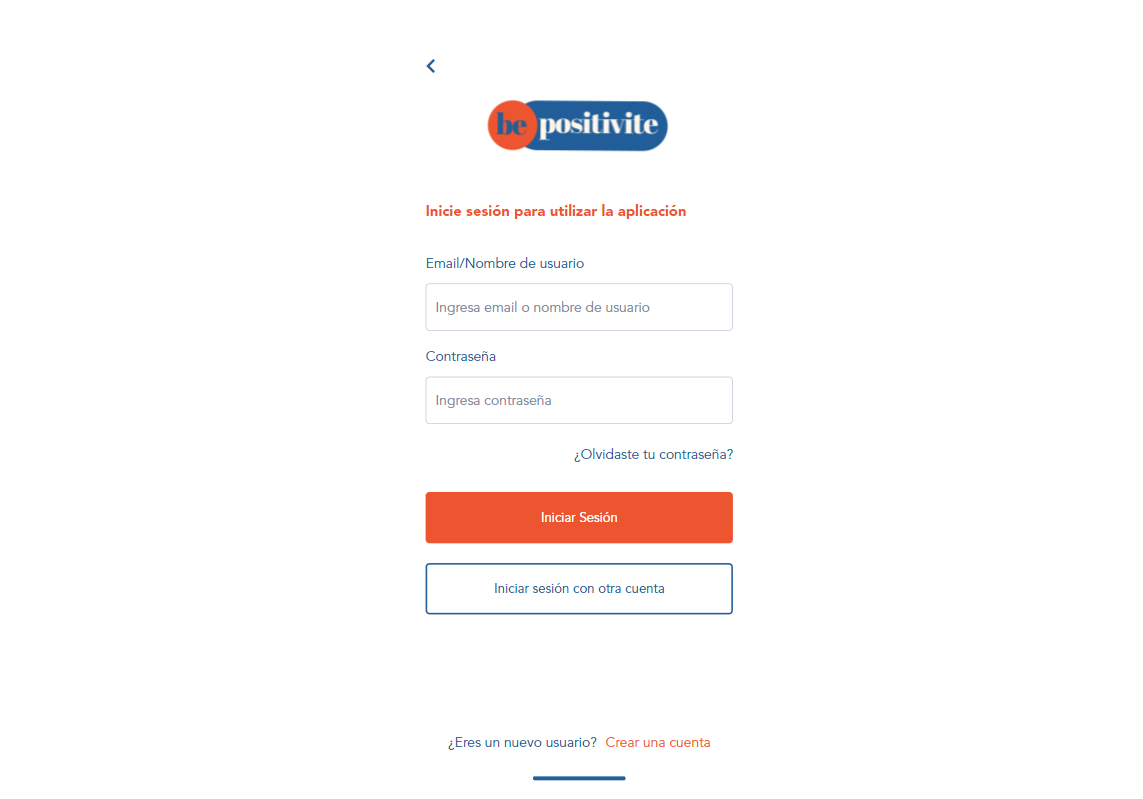 be positivite
Inicie sesión para utilizar la aplicación
Email/Nombre de usuario
Ingresa email o nombre de usuario
Contraseña
Ingresa contraseña
¿Olvidaste tu contraseña?
Iniciar Sesión
Iniciar sesión con otra cuenta
¿Eres un nuevo usuario? Crear una cuenta